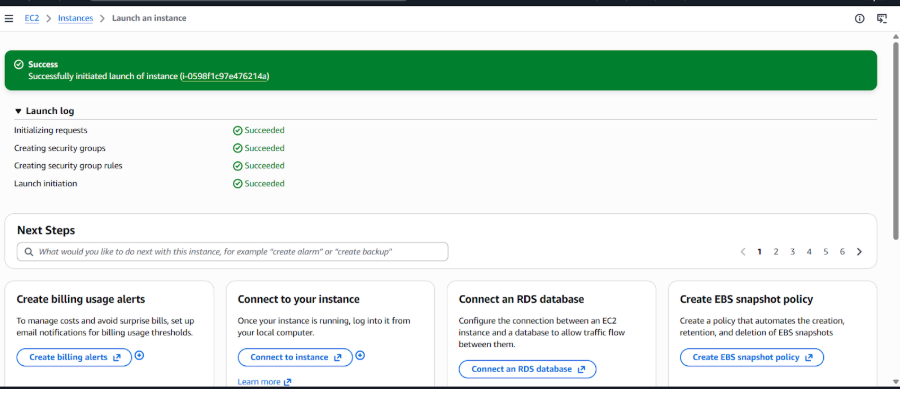 EC2 > Instances > Launch an instance
Success
Successfully initiated launch of instance (i-0598f1c97e476214a)
Launch log
Initializing requests Succeeded
Creating security groups Succeeded
Creating security group rules Succeeded
Launch initiation Succeeded
Next Steps
What would you like to do next with this instance, for example "create alarm" or "create backup"
1 2 3 4 5 6
Create billing usage alerts
To manage costs and avoid surprise bills, set up
email notifications for billing usage thresholds.
Create billing alerts
Connect to your instance
Once your instance is running, log into it from
your local computer.
Connect to instance
Learn more
Connect an RDS database
Configure the connection between an EC2
instance and a database to allow traffic flow
between them.
Connect an RDS database
Create EBS snapshot policy
Create a policy that automates the creation,
retention, and deletion of EBS snapshots
Create EBS snapshot policy